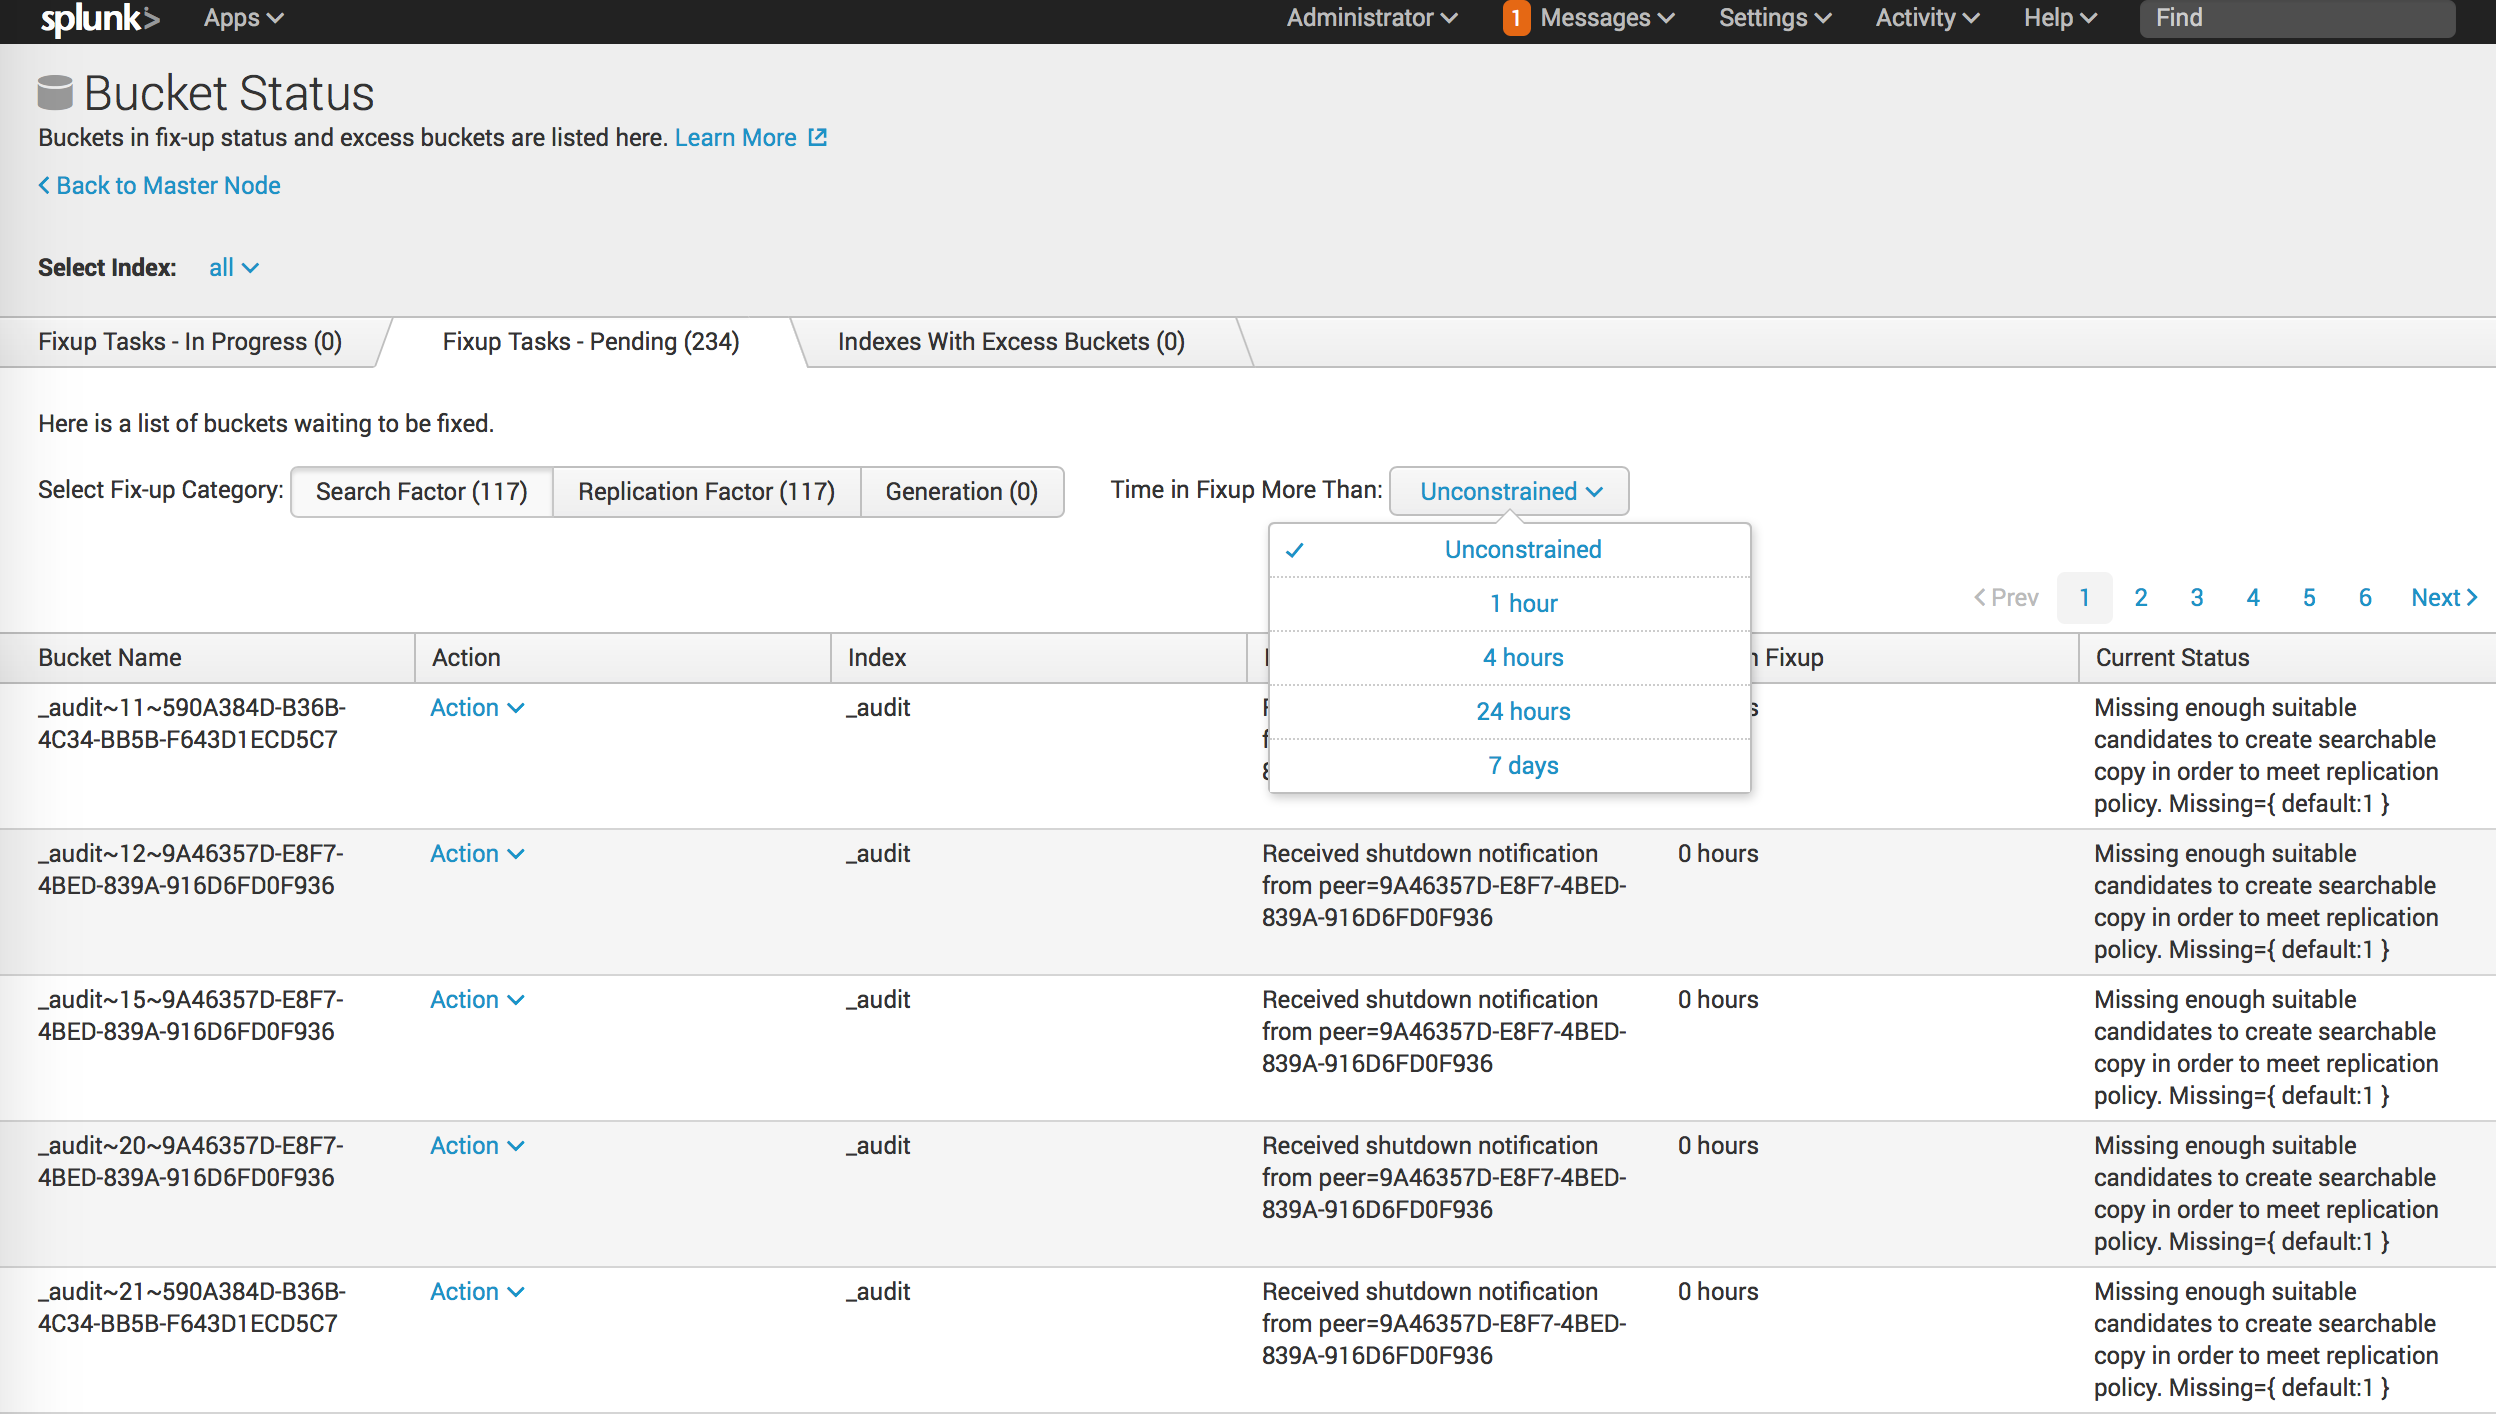 splunk> Apps Administrator 1 Messages Settings Activity Help Find
Bucket Status
Buckets in fix-up status and excess buckets are listed here. Learn More
Back to Master Node
Select Index: all
Fixup Tasks - In Progress (0) Fixup Tasks - Pending (234) Indexes With Excess Buckets (0)
Here is a list of buckets waiting to be fixed.
Select Fix-up Category: Search Factor (117) Replication Factor (117) Generation (0) Time in Fixup More Than: Unconstrained
Unconstrained
1 hour
4 hours
24 hours
7 days
< Prev 1 2 3 4 5 6 Next >
Bucket Name Action Index Fixup Current Status
_audit~11~590A384D-B36B- Action _audit Missing enough suitable
4C34-BB5B-F643D1ECD5C7 candidates to create searchable
copy in order to meet replication
policy. Missing={ default:1 }
_audit~12~9A46357D-E8F7- Action _audit Received shutdown notification 0 hours Missing enough suitable
4BED-839A-916D6FD0F936 from peer=9A46357D-E8F7-4BED- candidates to create searchable
839A-916D6FD0F936 copy in order to meet replication
policy. Missing={ default:1 }
_audit~15~9A46357D-E8F7- Action _audit Received shutdown notification 0 hours Missing enough suitable
4BED-839A-916D6FD0F936 from peer=9A46357D-E8F7-4BED- candidates to create searchable
839A-916D6FD0F936 copy in order to meet replication
policy. Missing={ default:1 }
_audit~20~9A46357D-E8F7- Action _audit Received shutdown notification 0 hours Missing enough suitable
4BED-839A-916D6FD0F936 from peer=9A46357D-E8F7-4BED- candidates to create searchable
839A-916D6FD0F936 copy in order to meet replication
policy. Missing={ default:1 }
_audit~21~590A384D-B36B- Action _audit Received shutdown notification 0 hours Missing enough suitable
4C34-BB5B-F643D1ECD5C7 from peer=9A46357D-E8F7-4BED- candidates to create searchable
839A-916D6FD0F936 copy in order to meet replication
policy. Missing={ default:1 }